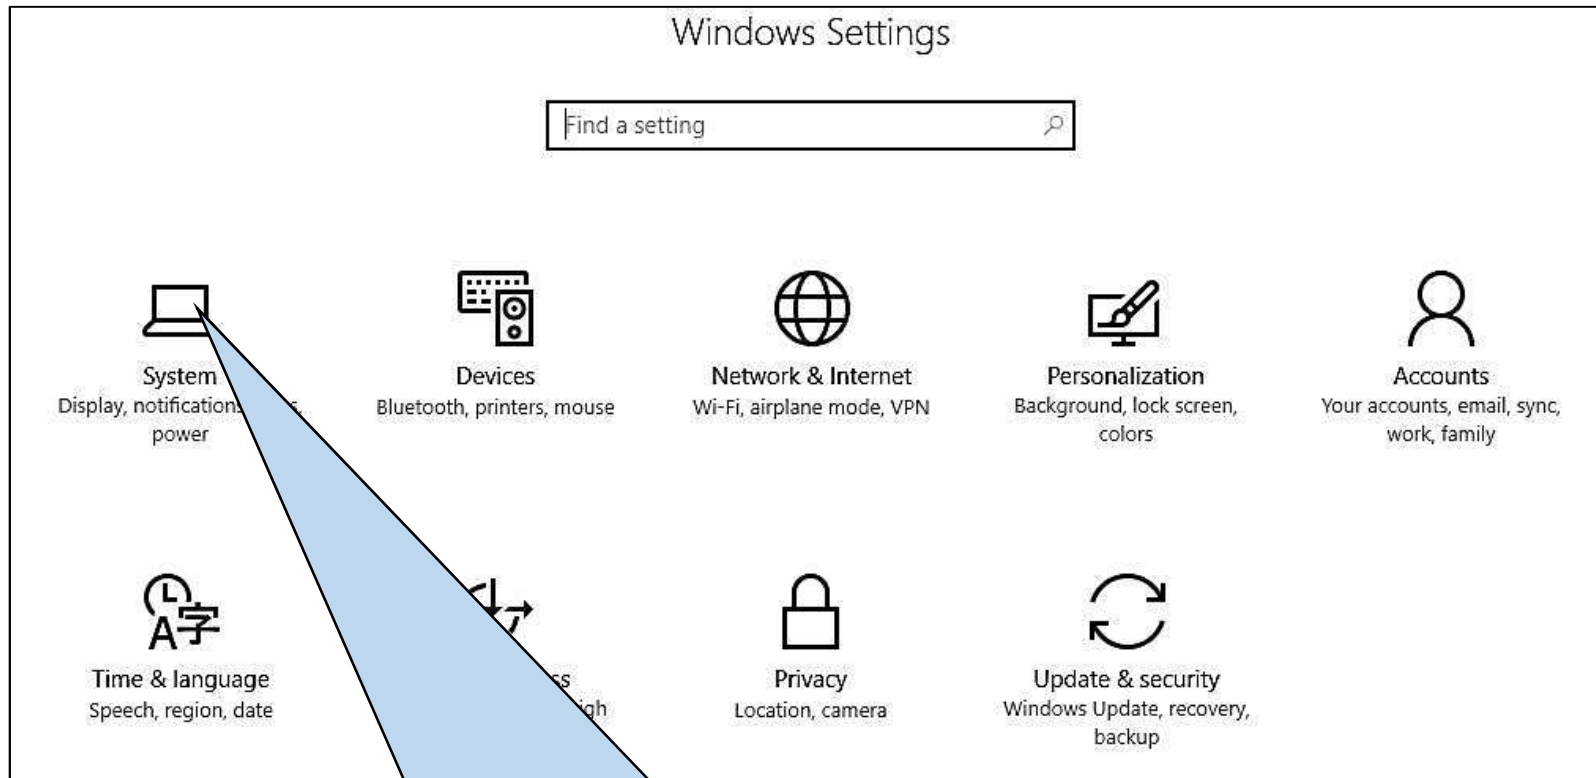 Windows Settings
Find a setting
System
Display, notifications,
power
Devices
Bluetooth, printers, mouse
Network & Internet
Wi-Fi, airplane mode, VPN
Personalization
Background, lock screen,
colors
Accounts
Your accounts, email, sync,
work, family
Time & language
Speech, region, date
Privacy
Location, camera
Update & security
Windows Update, recovery,
backup